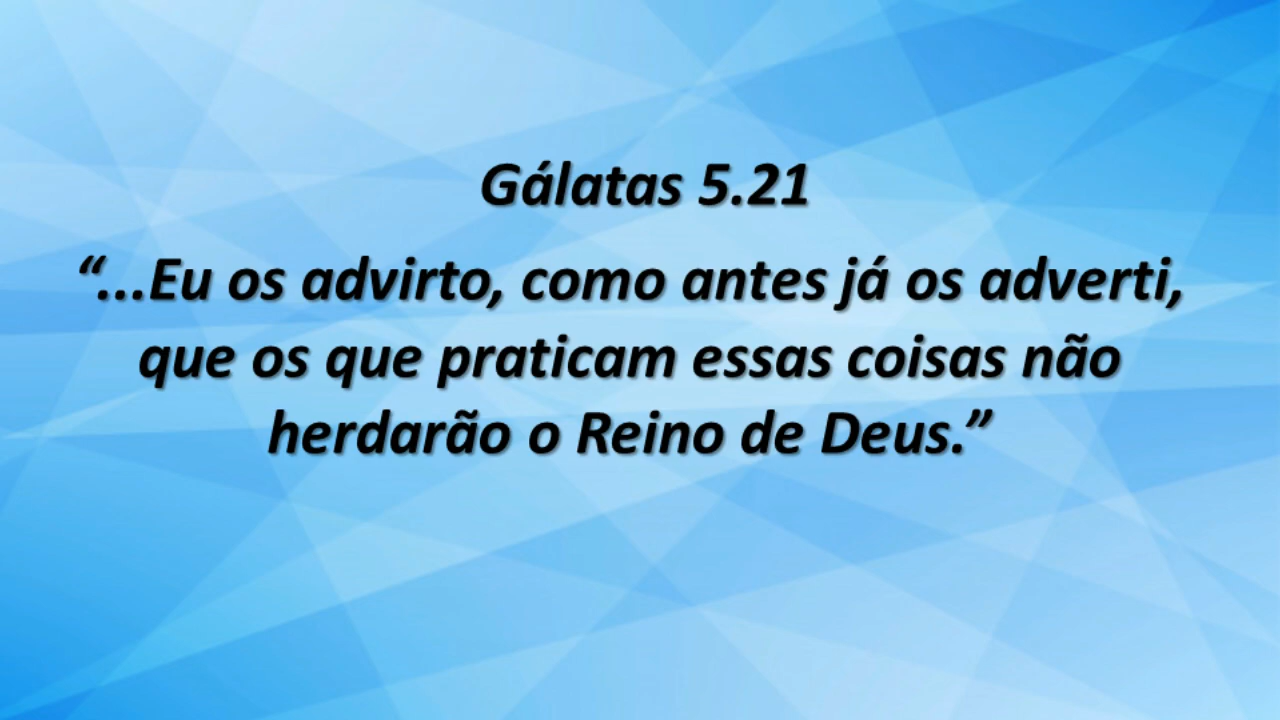 Gálatas 5.21
“...Eu os advirto, como antes já os adverti,
que os que praticam essas coisas não
herdarão o Reino de Deus.”